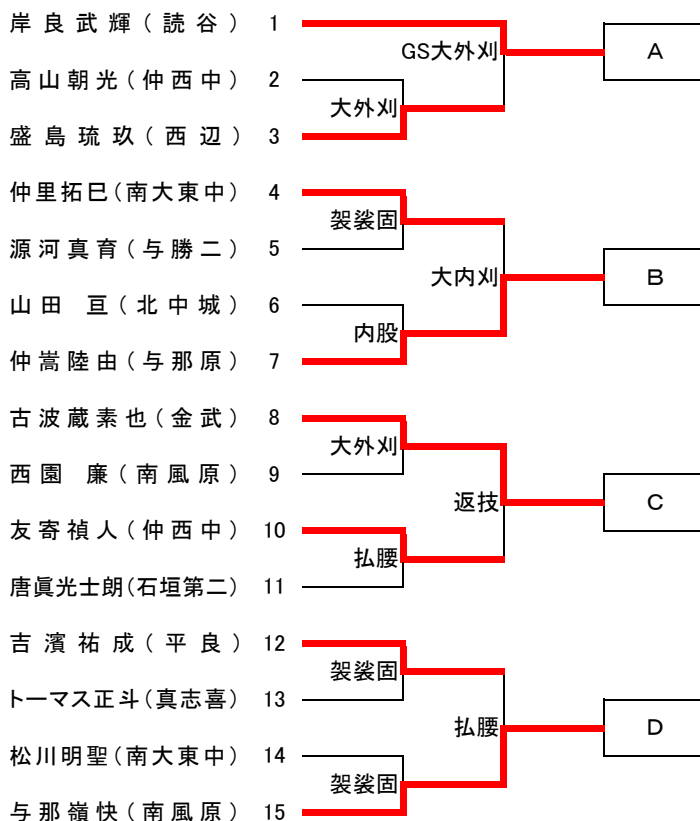 岸良武輝(読谷) 1
GS大外刈 A
高山朝光(仲西中) 2
大外刈
盛島琉玖(西辺) 3
仲里拓巳(南大東中) 4
袈裟固
源河真育(与勝二) 5
大内刈 B
山田 亘(北中城) 6
内股
仲嵩陸由(与那原) 7
古波蔵素也(金武) 8
大外刈
西園 廉(南風原) 9
返技 C
友寄禎人(仲西中) 10
払腰
唐眞光士朗(石垣第二) 11
吉濱祐成(平良) 12
袈裟固
トーマス正斗(真志喜) 13
払腰 D
松川明聖(南大東中) 14
袈裟固
与那嶺快(南風原) 15